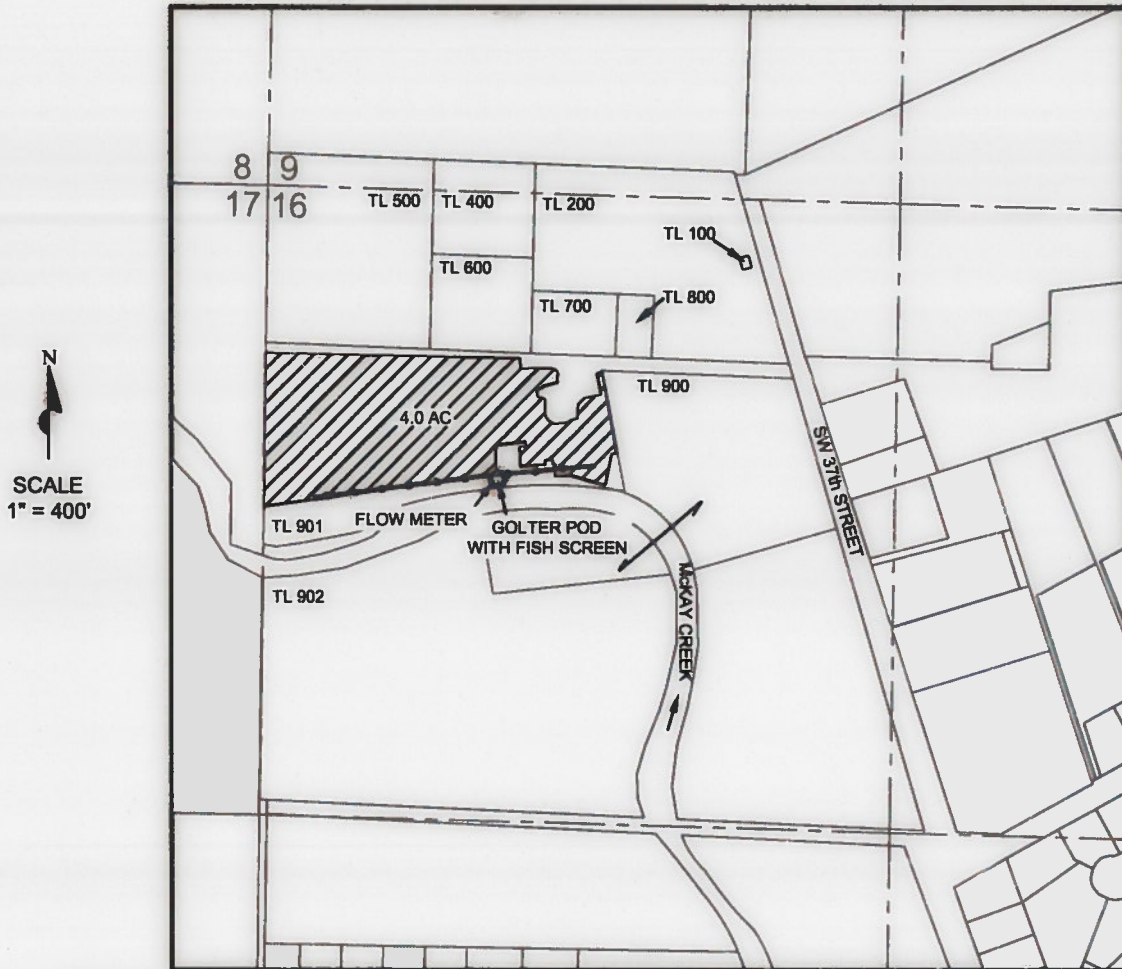 8 9
17 16
TL 500
TL 400
TL 200
TL 100
TL 600
TL 700
TL 800
N
SCALE
1" = 400'
4.0 AC
TL 900
SW 37th STREET
TL 901
FLOW METER
GOLTER POD
WITH FISH SCREEN
TL 902
McKAY CREEK